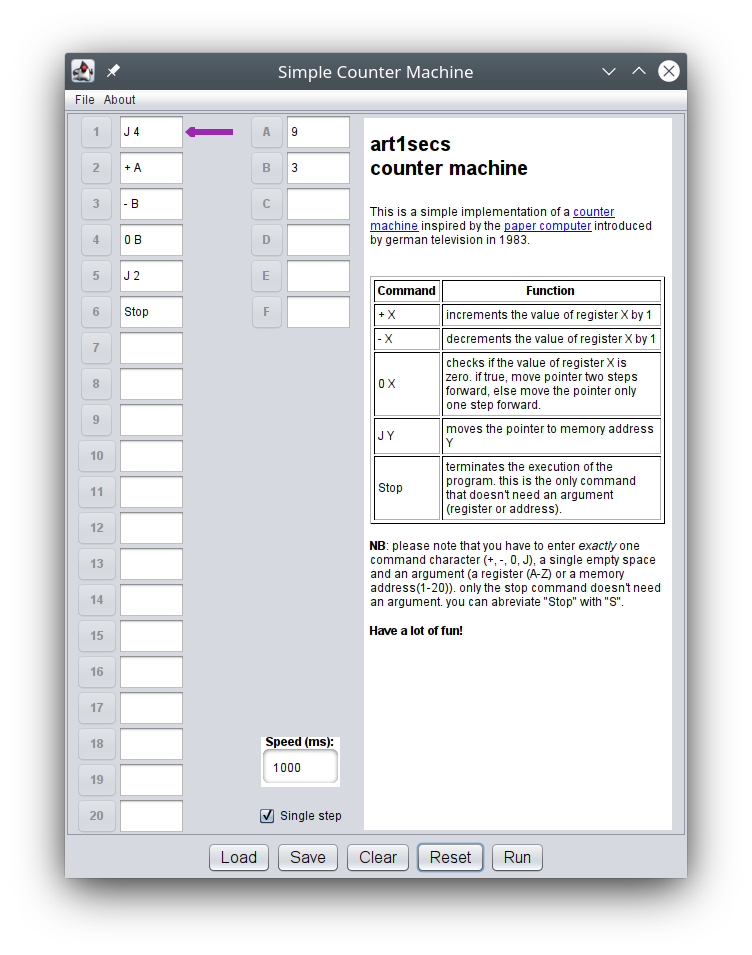 Simple Counter Machine
File About
1 J 4
2 + A
3 - B
4 0 B
5 J 2
6 Stop
7
8
9
10
11
12
13
14
15
16
17
18
19
20
A 9
B 3
C
D
E
F
Speed (ms):
1000
Single step
art1secs
counter machine
This is a simple implementation of a counter
machine inspired by the paper computer introduced
by german television in 1983.
Command Function
+ X increments the value of register X by 1
- X decrements the value of register X by 1
0 X checks if the value of register X is
zero. if true, move pointer two steps
forward, else move the pointer only
one step forward.
J Y moves the pointer to memory address
Y
Stop terminates the execution of the
program. this is the only command
that doesn't need an argument
(register or address).
NB: please note that you have to enter exactly one
command character (+, -, 0, J), a single empty space
and an argument (a register (A-Z) or a memory
address(1-20)). only the stop command doesn't need
an argument. you can abreviate "Stop" with "S".
Have a lot of fun!
Load Save Clear Reset Run